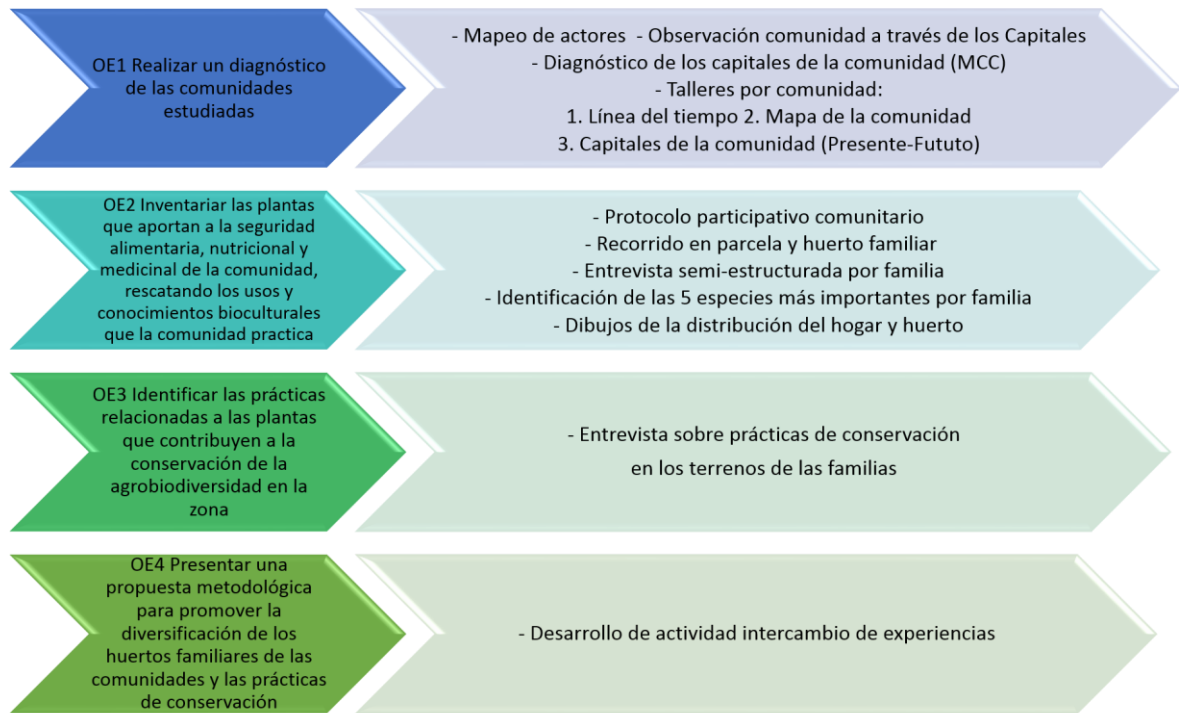 OE1 Realizar un diagnóstico
de las comunidades
estudiadas
- Mapeo de actores - Observación comunidad a través de los Capitales
- Diagnóstico de los capitales de la comunidad (MCC)
- Talleres por comunidad:
1. Línea del tiempo 2. Mapa de la comunidad
3. Capitales de la comunidad (Presente-Fututo)
OE2 Inventariar las plantas
que aportan a la seguridad
alimentaria, nutricional y
medicinal de la comunidad,
rescatando los usos y
conocimientos bioculturales
que la comunidad practica
- Protocolo participativo comunitario
- Recorrido en parcela y huerto familiar
- Entrevista semi-estructurada por familia
- Identificación de las 5 especies más importantes por familia
- Dibujos de la distribución del hogar y huerto
OE3 Identificar las prácticas
relacionadas a las plantas
que contribuyen a la
conservación de la
agrobiodiversidad en la
zona
- Entrevista sobre prácticas de conservación
en los terrenos de las familias
OE4 Presentar una
propuesta metodológica
para promover la
diversificación de los
huertos familiares de las
comunidades y las prácticas
de conservación
- Desarrollo de actividad intercambio de experiencias